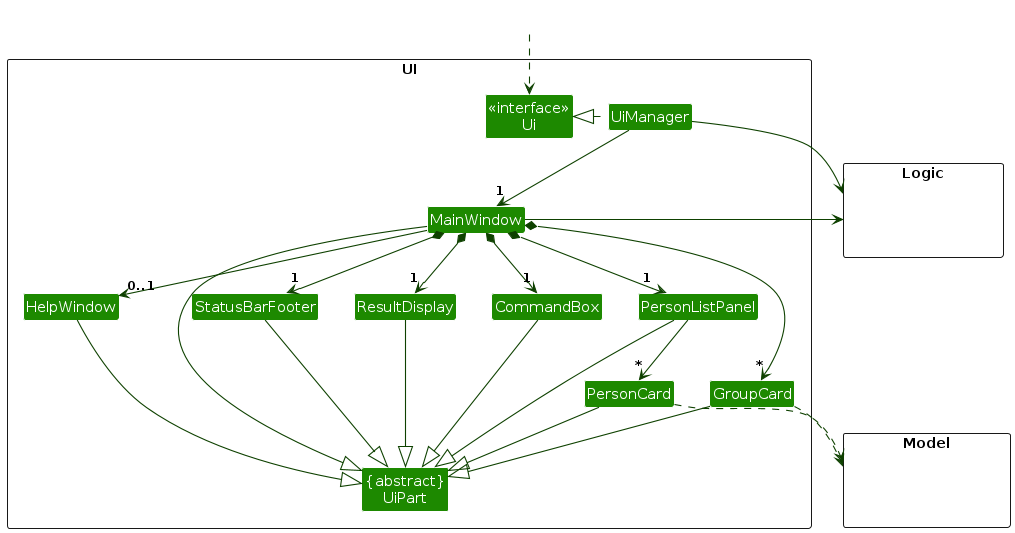 UI
«interface»
Ui
UiManager
Logic
1
MainWindow
0..1
1
1
1
1
HelpWindow
StatusBarFooter
ResultDisplay
CommandBox
PersonListPanel
*
*
PersonCard
GroupCard
Model
{abstract}
UiPart